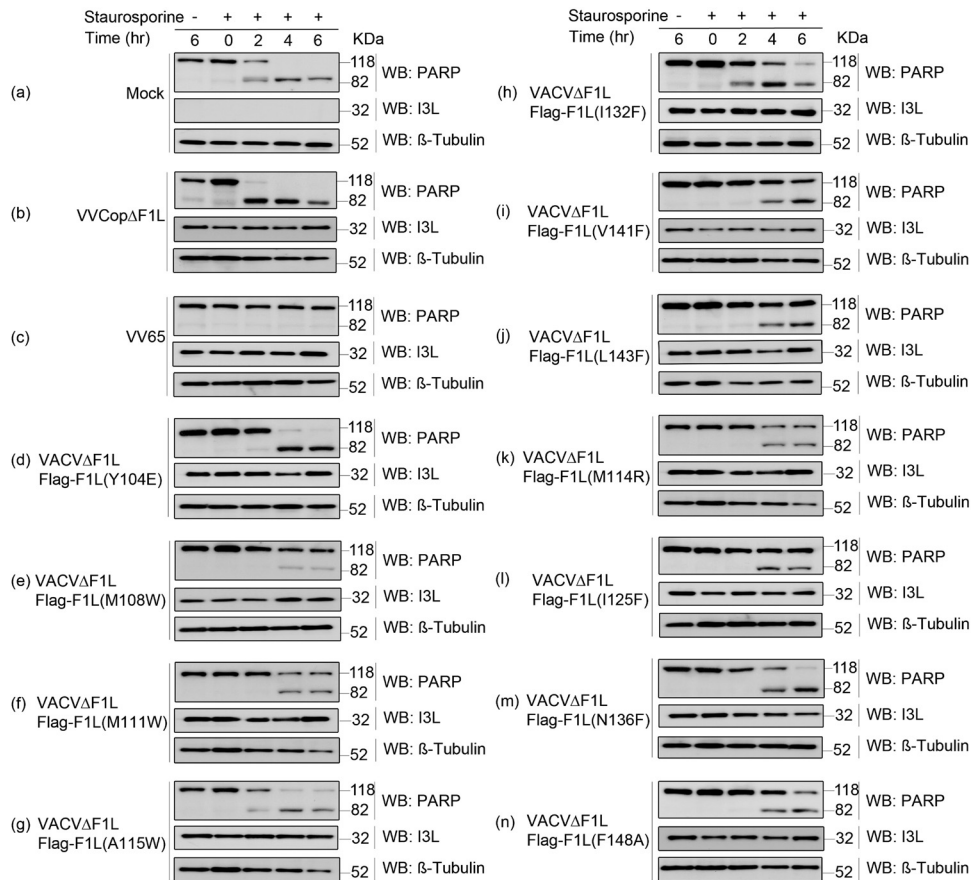 Staurosporine - + + + +
Time (hr) 6 0 2 4 6 KDa
(a) Mock
118
82
WB: PARP
32 WB: I3L
52 WB: ß-Tubulin
(b) VVCopΔF1L
118
82
WB: PARP
32 WB: I3L
52 WB: ß-Tubulin
(c) VV65
118
82
WB: PARP
32 WB: I3L
52 WB: ß-Tubulin
(d) VACVΔF1L
Flag-F1L(Y104E)
118
82
WB: PARP
32 WB: I3L
52 WB: ß-Tubulin
(e) VACVΔF1L
Flag-F1L(M108W)
118
82
WB: PARP
32 WB: I3L
52 WB: ß-Tubulin
(f) VACVΔF1L
Flag-F1L(M111W)
118
82
WB: PARP
32 WB: I3L
52 WB: ß-Tubulin
(g) VACVΔF1L
Flag-F1L(A115W)
118
82
WB: PARP
32 WB: I3L
52 WB: ß-Tubulin
Staurosporine - + + + +
Time (hr) 6 0 2 4 6 KDa
(h) VACVΔF1L
Flag-F1L(I132F)
118
82
WB: PARP
32 WB: I3L
52 WB: ß-Tubulin
(i) VACVΔF1L
Flag-F1L(V141F)
118
82
WB: PARP
32 WB: I3L
52 WB: ß-Tubulin
(j) VACVΔF1L
Flag-F1L(L143F)
118
82
WB: PARP
32 WB: I3L
52 WB: ß-Tubulin
(k) VACVΔF1L
Flag-F1L(M114R)
118
82
WB: PARP
32 WB: I3L
52 WB: ß-Tubulin
(l) VACVΔF1L
Flag-F1L(I125F)
118
82
WB: PARP
32 WB: I3L
52 WB: ß-Tubulin
(m) VACVΔF1L
Flag-F1L(N136F)
118
82
WB: PARP
32 WB: I3L
52 WB: ß-Tubulin
(n) VACVΔF1L
Flag-F1L(F148A)
118
82
WB: PARP
32 WB: I3L
52 WB: ß-Tubulin